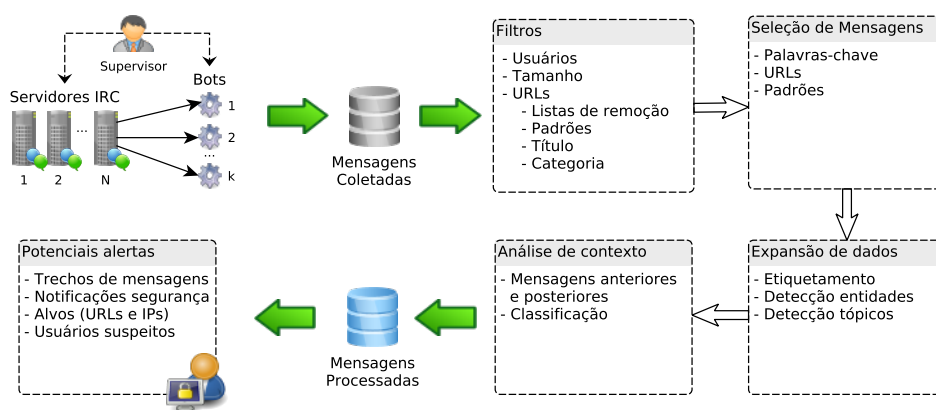 Supervisor
Servidores IRC
Bots
...
1
2
N
1
2
...
k
Mensagens
Coletadas
Filtros
- Usuários
- Tamanho
- URLs
- Listas de remoção
- Padrões
- Título
- Categoria
Seleção de Mensagens
- Palavras-chave
- URLs
- Padrões
Expansão de dados
- Etiquetamento
- Detecção entidades
- Detecção tópicos
Análise de contexto
- Mensagens anteriores
e posteriores
- Classificação
Mensagens
Processadas
Potenciais alertas
- Trechos de mensagens
- Notificações segurança
- Alvos (URLs e IPs)
- Usuários suspeitos